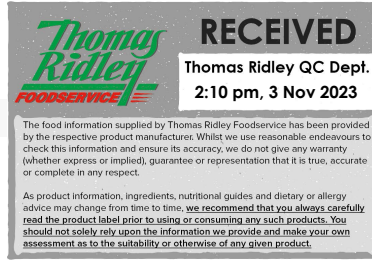 Thomas
Ridley
FOODSERVICE
RECEIVED
Thomas Ridley QC Dept.
2:10 pm, 3 Nov 2023
The food information supplied by Thomas Ridley Foodservice has been provided
by the respective product manufacturer. Whilst we use reasonable endeavours to
check this information and ensure its accuracy, we do not give any warranty
(whether express or implied), guarantee or representation that it is true, accurate
or complete in any respect.
As product information, ingredients, nutritional guides and dietary or allergy
advice may change from time to time, we recommend that you always carefully
read the product label prior to using or consuming any such products. You
should not solely rely upon the information we provide and make your own
assessment as to the suitability or otherwise of any given product.